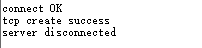 connect OK
tcp create success
server disconnected